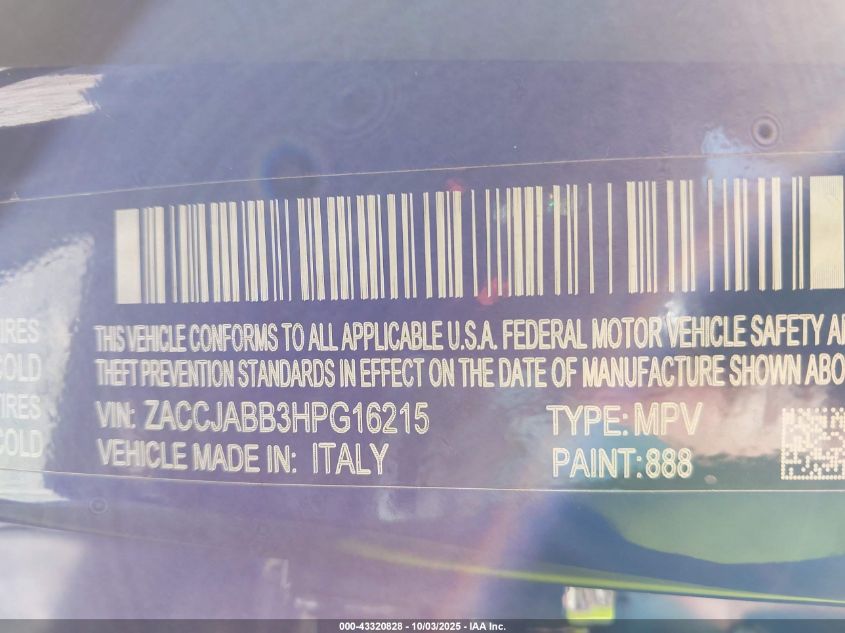 THIS VEHICLE CONFORMS TO ALL APPLICABLE U.S.A. FEDERAL MOTOR VEHICLE SAFETY
THEFT PREVENTION STANDARDS IN EFFECT ON THE DATE OF MANUFACTURE SHOWN ABO
VIN: ZACCJABB3HPG16215 TYPE: MPV
VEHICLE MADE IN: ITALY PAINT: 888
IRES
COLD
IRES
COLD
000-43320828 - 10/03/2025 - IAA Inc.